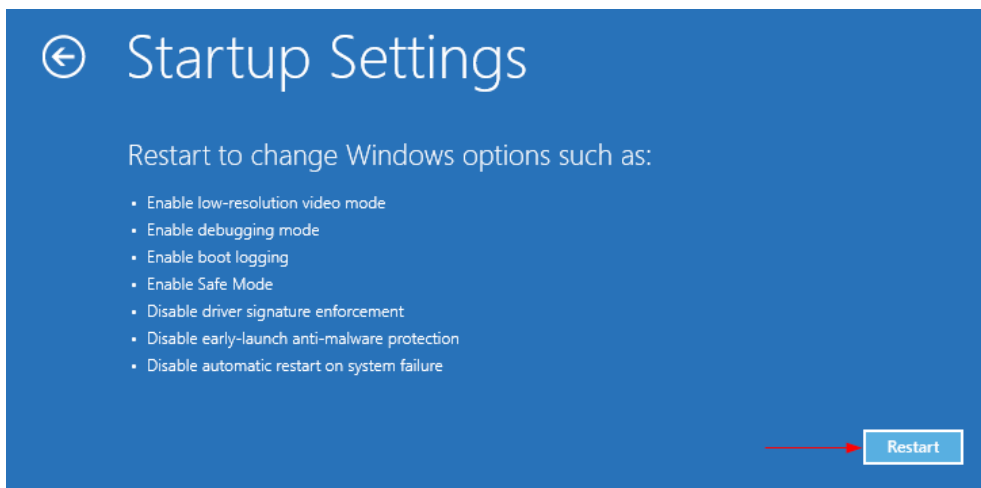 Startup Settings
Restart to change Windows options such as:
▪ Enable low-resolution video mode
▪ Enable debugging mode
▪ Enable boot logging
▪ Enable Safe Mode
▪ Disable driver signature enforcement
▪ Disable early-launch anti-malware protection
▪ Disable automatic restart on system failure
Restart